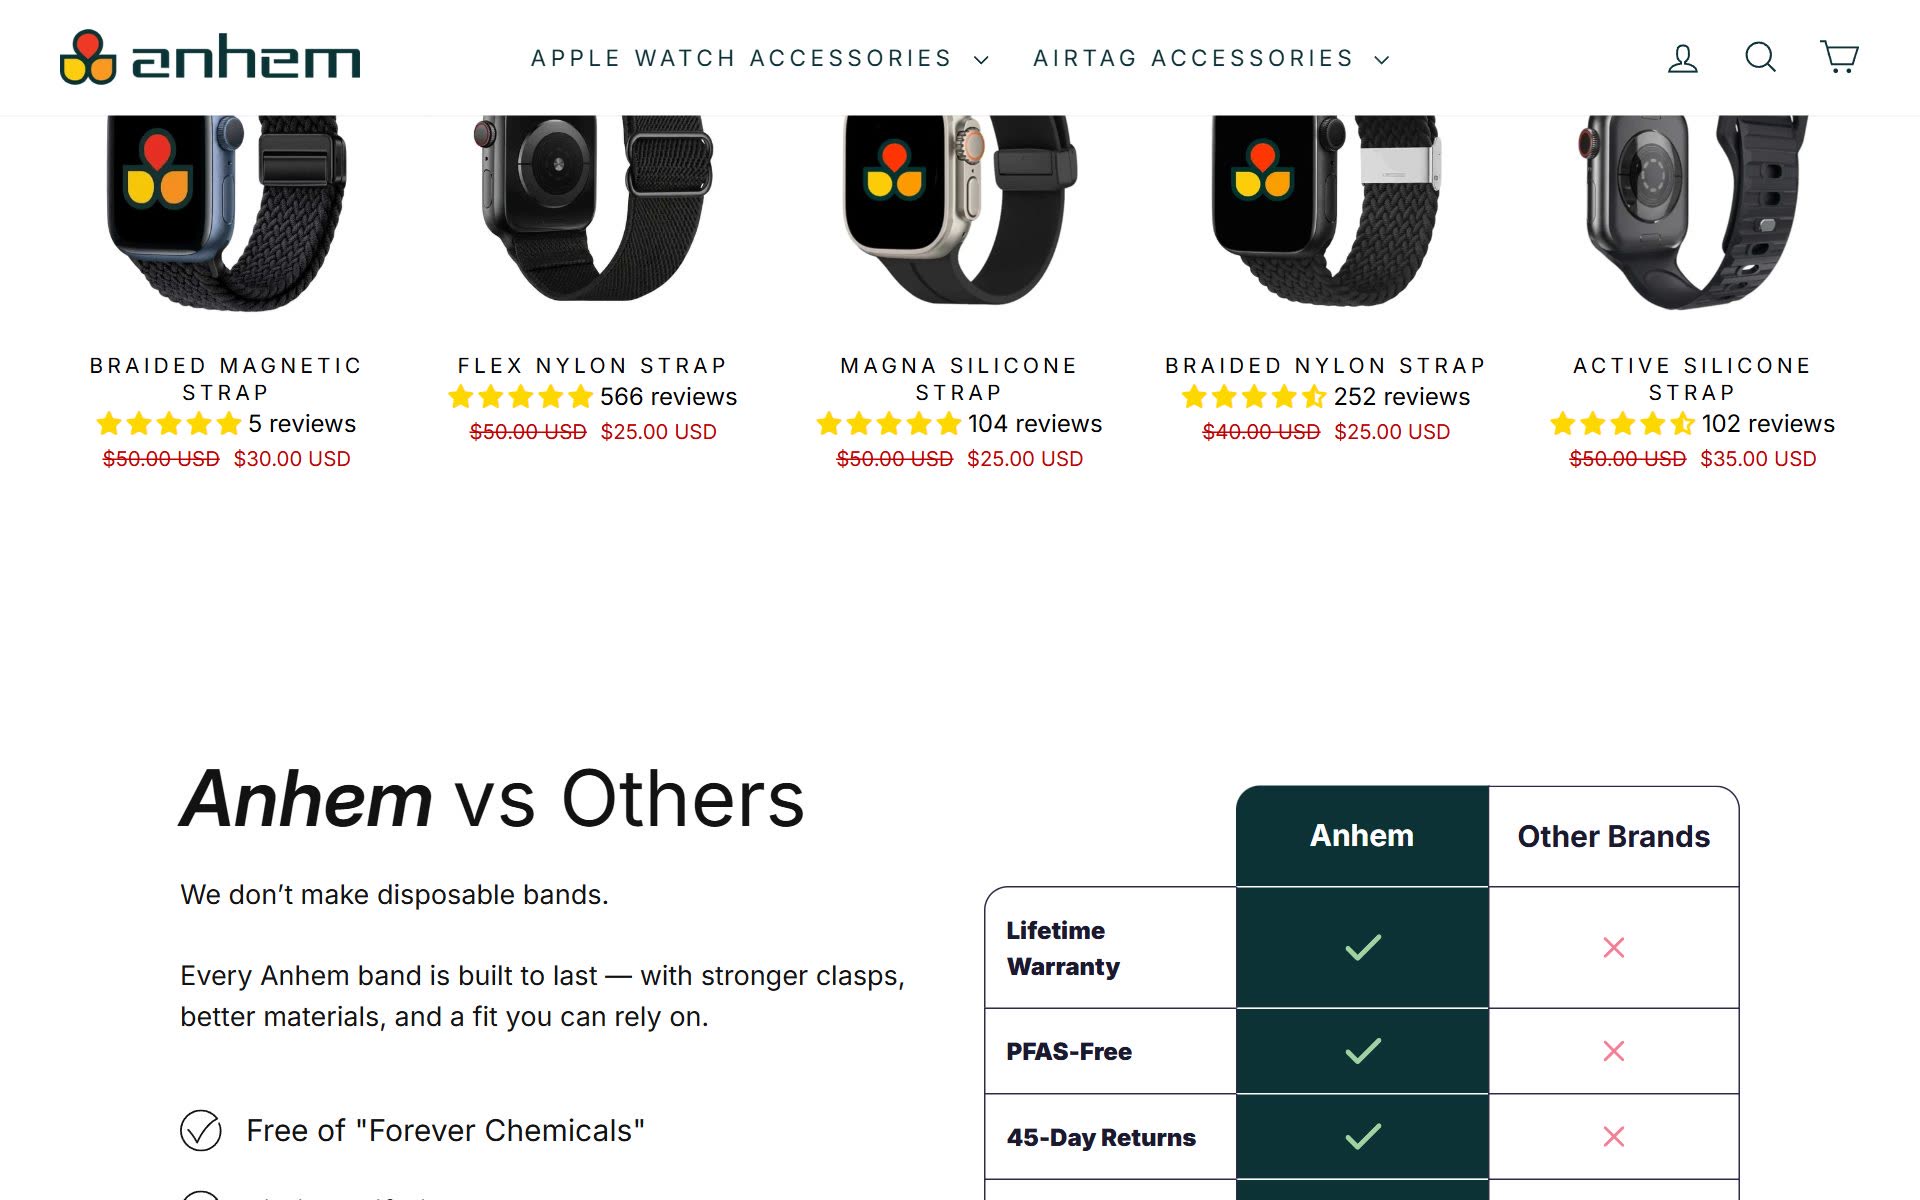 anhem
APPLE WATCH ACCESSORIES
AIRTAG ACCESSORIES
BRAIDED MAGNETIC
STRAP
5 reviews
$50.00 USD $30.00 USD
FLEX NYLON STRAP
566 reviews
$50.00 USD $25.00 USD
MAGNA SILICONE
STRAP
104 reviews
$50.00 USD $25.00 USD
BRAIDED NYLON STRAP
252 reviews
$40.00 USD $25.00 USD
ACTIVE SILICONE
STRAP
102 reviews
$50.00 USD $35.00 USD
Anhem vs Others
We don’t make disposable bands.
Every Anhem band is built to last — with stronger clasps,
better materials, and a fit you can rely on.
Free of "Forever Chemicals"
Anhem
Other Brands
Lifetime
Warranty
PFAS-Free
45-Day Returns